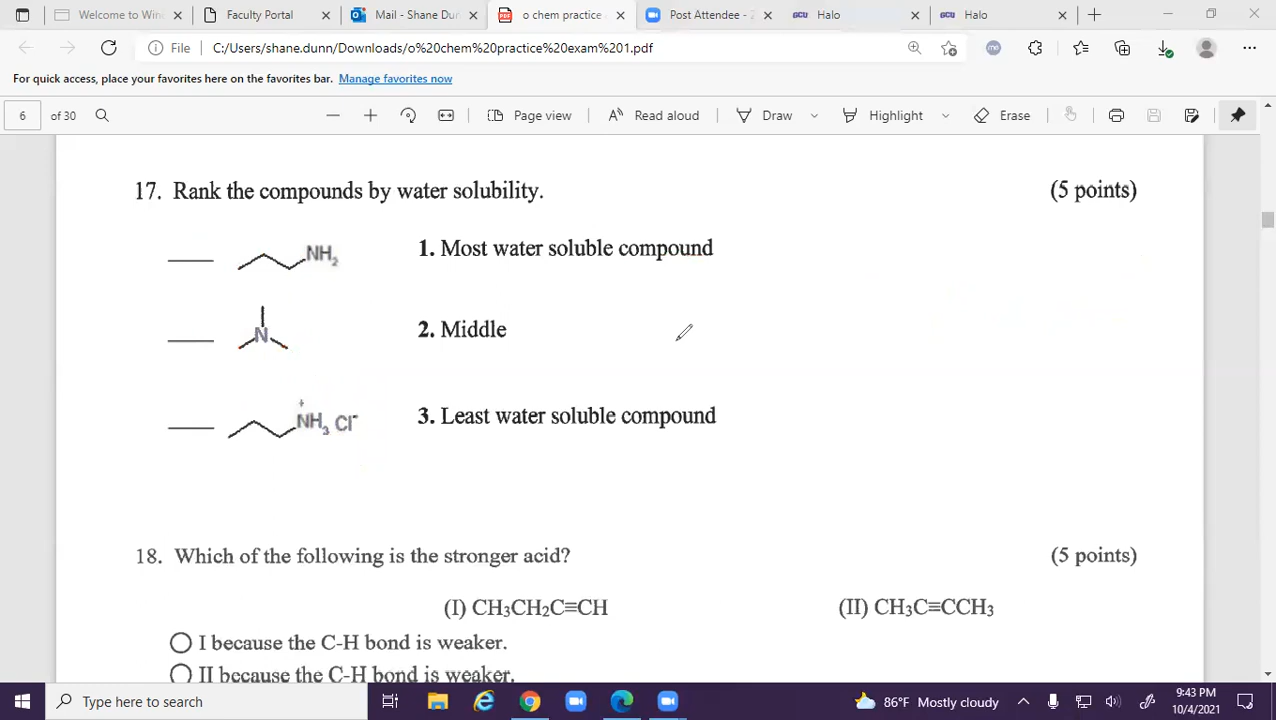 Welcome to Wine
Faculty Portal
Mail - Shane Dun
o chem practice e
Post Attendee - Z
Halo
Halo
File
C:/Users/shane.dunn/Downloads/o%20chem%20practice%20exam%201.pdf
For quick access, place your favorites here on the favorites bar. Manage favorites now
6 of 30
Page view
Read aloud
Draw
Highlight
Erase
17. Rank the compounds by water solubility. (5 points)
NH2 1. Most water soluble compound
N 2. Middle
+
NH3 Cl- 3. Least water soluble compound
18. Which of the following is the stronger acid? (5 points)
(I) CH3CH2C≡CH (II) CH3C≡CCH3
I because the C-H bond is weaker.
II because the C-H bond is weaker.
Type here to search
86°F Mostly cloudy
9:43 PM
10/4/2021